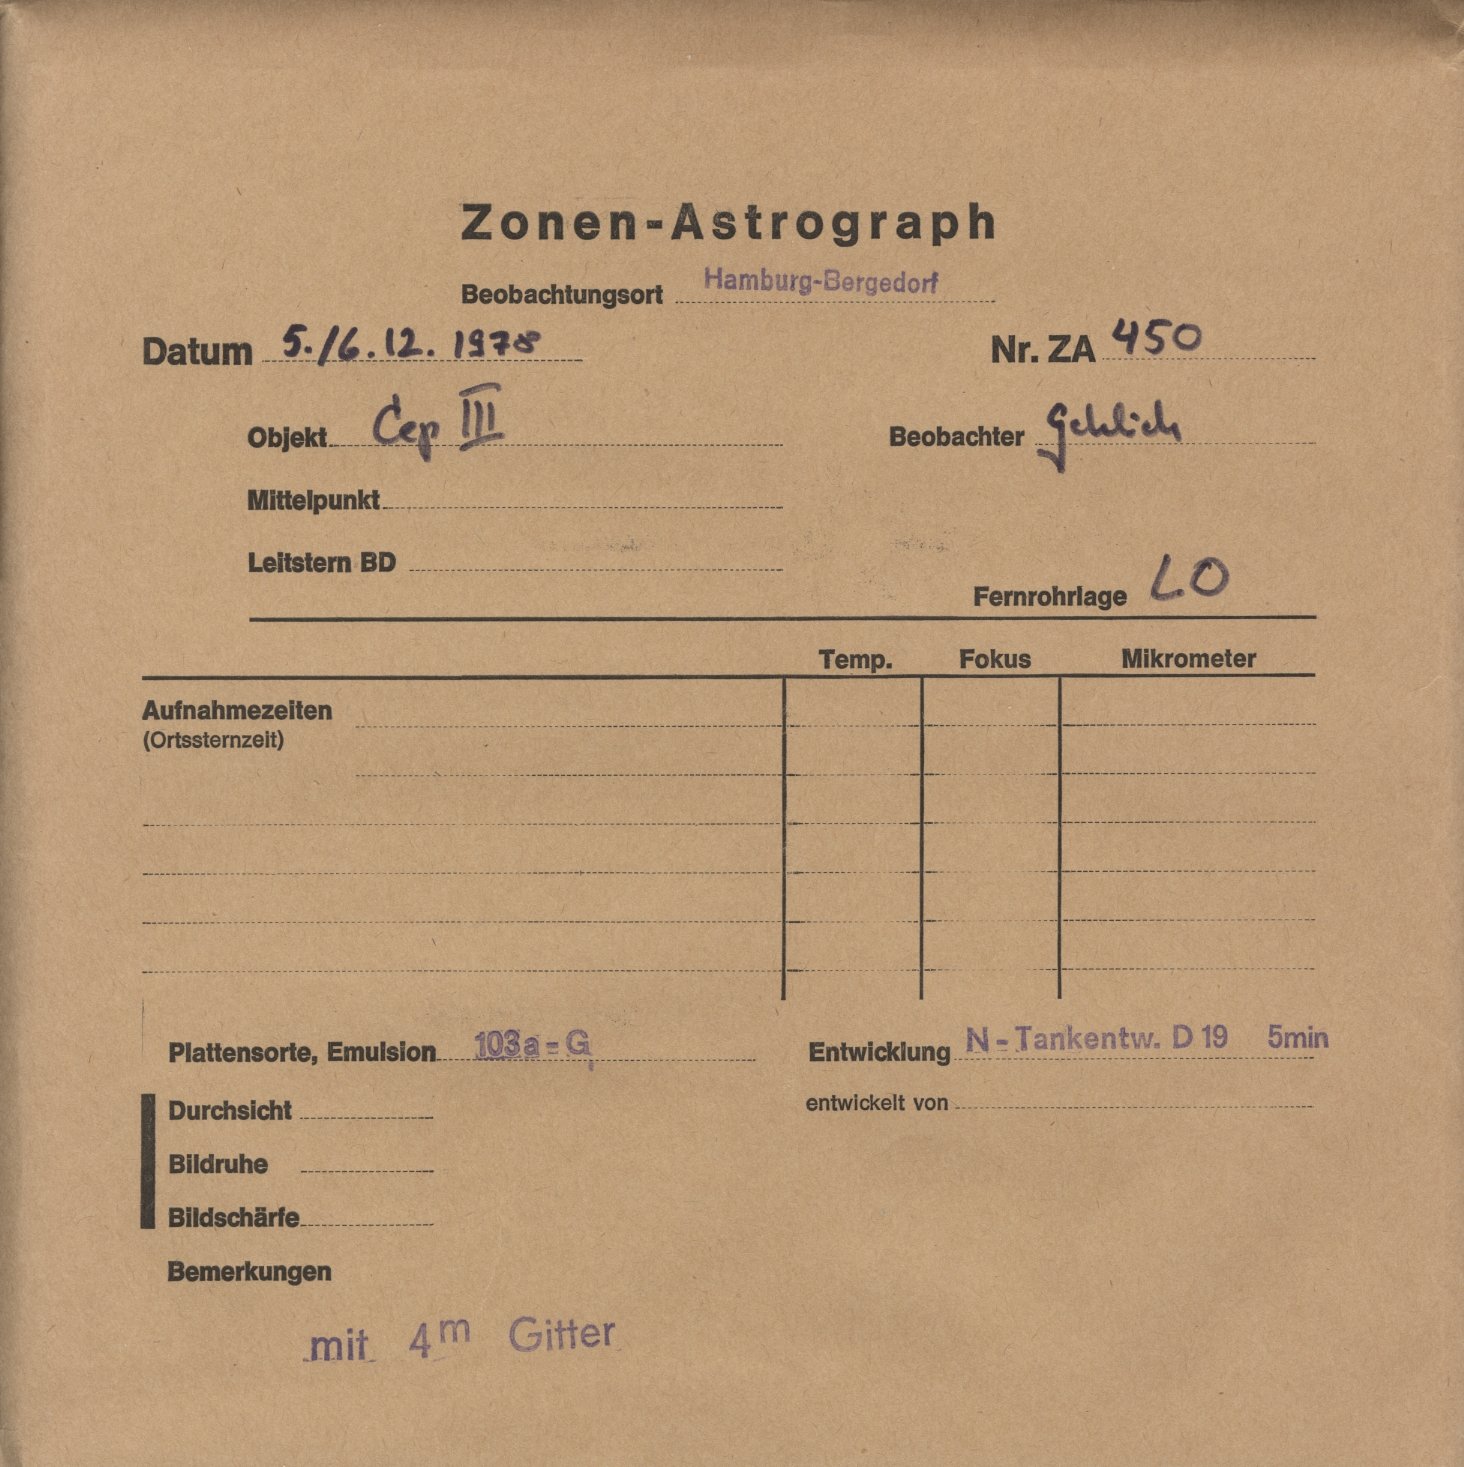 Zonen-Astrograph
Beobachtungsort Hamburg-Bergedorf
Datum 5./6.12.1978 Nr. ZA 450
Objekt Cep III Beobachter Gehlich
Mittelpunkt
Leitstern BD
Fernrohrlage LO
Temp. Fokus Mikrometer
Aufnahmezeiten
(Ortssternzeit)
Plattensorte, Emulsion 103a-G Entwicklung N-Tankentw. D 19 5min
Durchsicht entwickelt von
Bildruhe
Bildschärfe
Bemerkungen
mit 4m Gitter